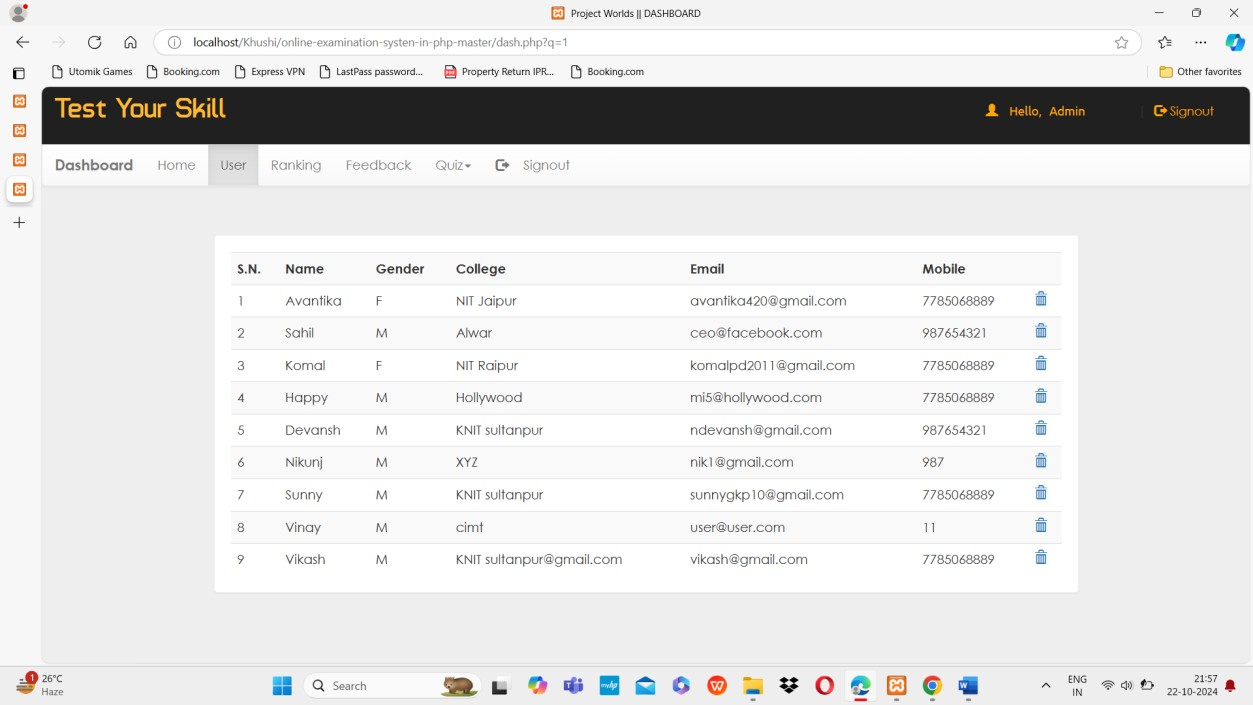 Project Worlds || DASHBOARD
localhost/Khushi/online-examination-systen-in-php-master/dash.php?q=1
Utomik Games Booking.com Express VPN LastPass password... PDF Property Return IPR... Booking.com Other favorites
Test Your Skill Hello, Admin Signout
Dashboard Home User Ranking Feedback Quiz Signout
S.N. Name Gender College Email Mobile
1 Avantika F NIT Jaipur avantika420@gmail.com 7785068889
2 Sahil M Alwar ceo@facebook.com 987654321
3 Komal F NIT Raipur komalpd2011@gmail.com 7785068889
4 Happy M Hollywood mi5@hollywood.com 7785068889
5 Devansh M KNIT sultanpur ndevansh@gmail.com 987654321
6 Nikunj M XYZ nik1@gmail.com 987
7 Sunny M KNIT sultanpur sunnygkp10@gmail.com 7785068889
8 Vinay M cimt user@user.com 11
9 Vikash M KNIT sultanpur@gmail.com vikash@gmail.com 7785068889
1 26°C
Haze
Search
ENG
IN
21:57
22-10-2024